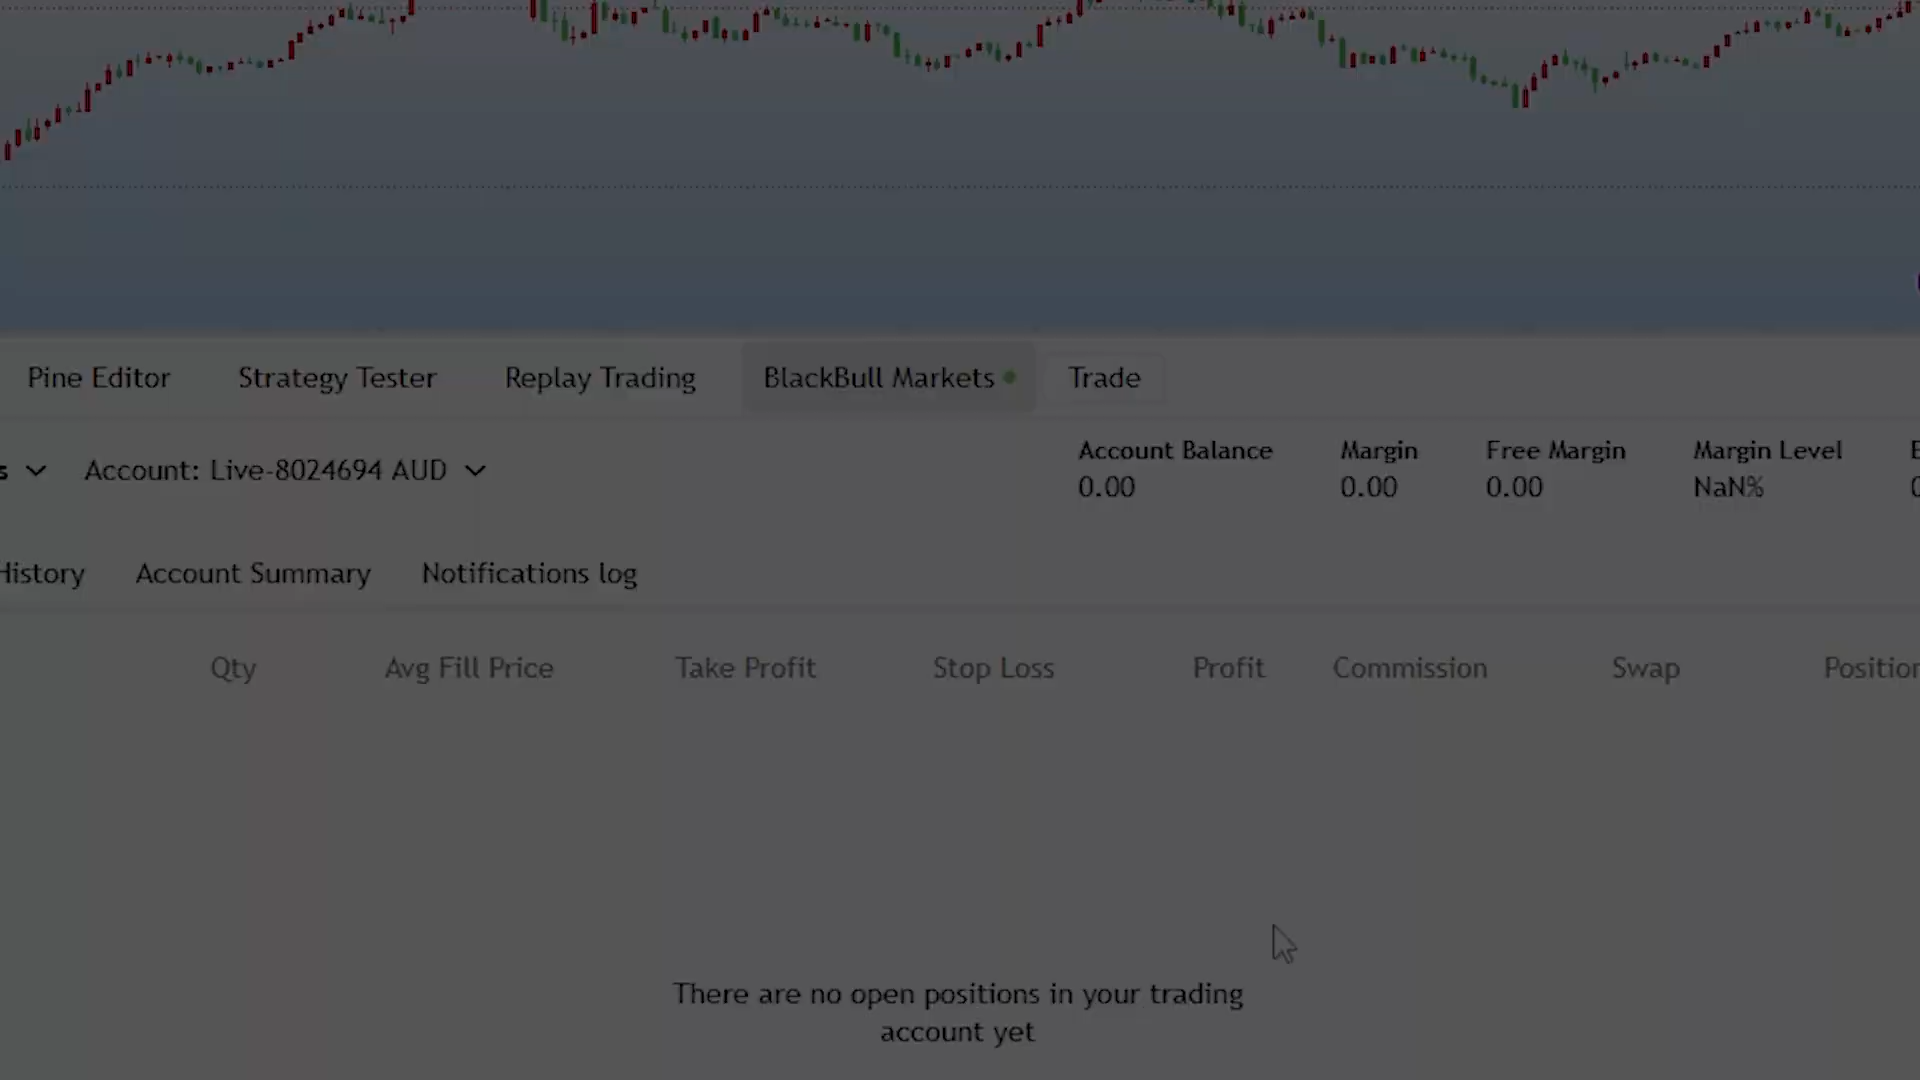 Pine Editor Strategy Tester Replay Trading BlackBull Markets Trade
Account: Live-8024694 AUD
Account Balance Margin Free Margin Margin Level
0.00 0.00 0.00 NaN%
History Account Summary Notifications log
Qty Avg Fill Price Take Profit Stop Loss Profit Commission Swap Position
There are no open positions in your trading
account yet